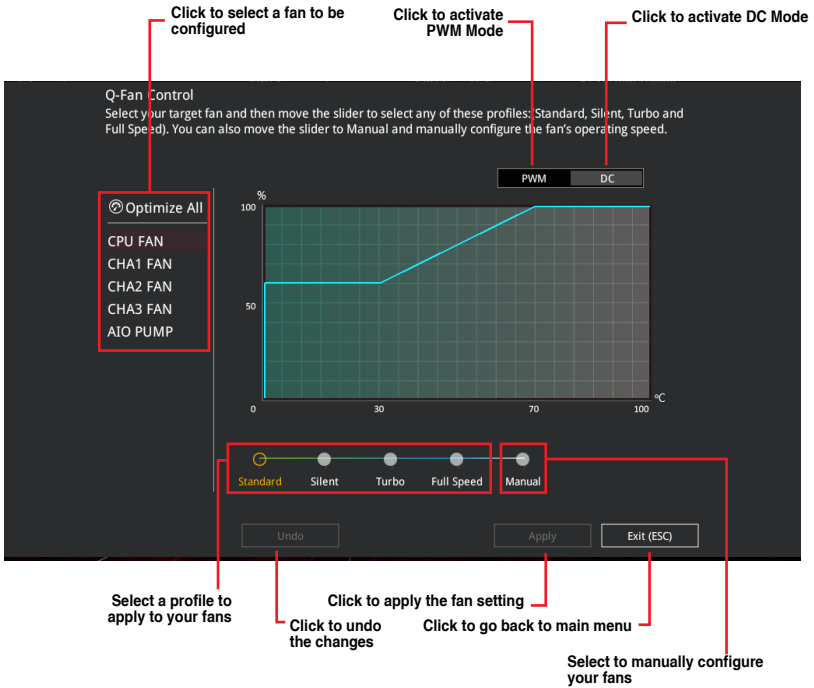 Click to select a fan to be
configured
Click to activate
PWM Mode
Click to activate DC Mode
Q-Fan Control
Select your target fan and then move the slider to select any of these profiles:(Standard, Silent, Turbo and
Full Speed). You can also move the slider to Manual and manually configure the fan's operating speed.
PWM
DC
Optimize All
CPU FAN
CHA1 FAN
CHA2 FAN
CHA3 FAN
AIO PUMP
%
100
50
0
30
70
100
ºC
Standard
Silent
Turbo
Full Speed
Manual
Undo
Apply
Exit (ESC)
Select a profile to
apply to your fans
Click to undo
the changes
Click to apply the fan setting
Click to go back to main menu
Select to manually configure
your fans